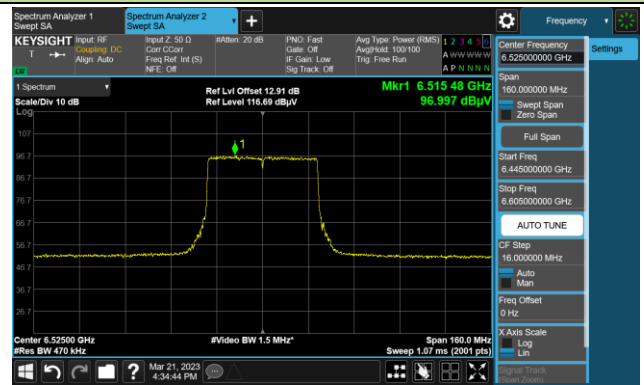 Spectrum Analyzer 1
Swept SA
Spectrum Analyzer 2
Swept SA
Frequency
KEYSIGHT
T
Input: RF
Coupling: DC
Align: Auto
Input Z: 50 Ω
Corr CCorr
Freq Ref: Int (S)
NFE: Off
#Atten: 20 dB
PNO: Fast
Gate: Off
IF Gain: Low
Sig Track: Off
Avg Type: Power (RMS)
Avg|Hold: 100/100
Trig: Free Run
1 2 3 4 5 6
A W W W W W
A P N N N N
1 Spectrum
Scale/Div 10 dB
Log
Ref Lvl Offset 12.91 dB
Ref Level 116.69 dBµV
Mkr1 6.515 48 GHz
96.997 dBµV
1
107
96.7
86.7
76.7
66.7
56.7
46.7
36.7
26.7
Center 6.52500 GHz
#Res BW 470 kHz
#Video BW 1.5 MHz*
Span 160.0 MHz
Sweep 1.07 ms (2001 pts)
Mar 21, 2023
4:34:44 PM
Center Frequency
6.525000000 GHz
Settings
Span
160.000000 MHz
Swept Span
Zero Span
Full Span
Start Freq
6.445000000 GHz
Stop Freq
6.605000000 GHz
AUTO TUNE
CF Step
16.000000 MHz
Auto
Man
Freq Offset
0 Hz
X Axis Scale
Log
Lin
Signal Track
(Span Zoom)